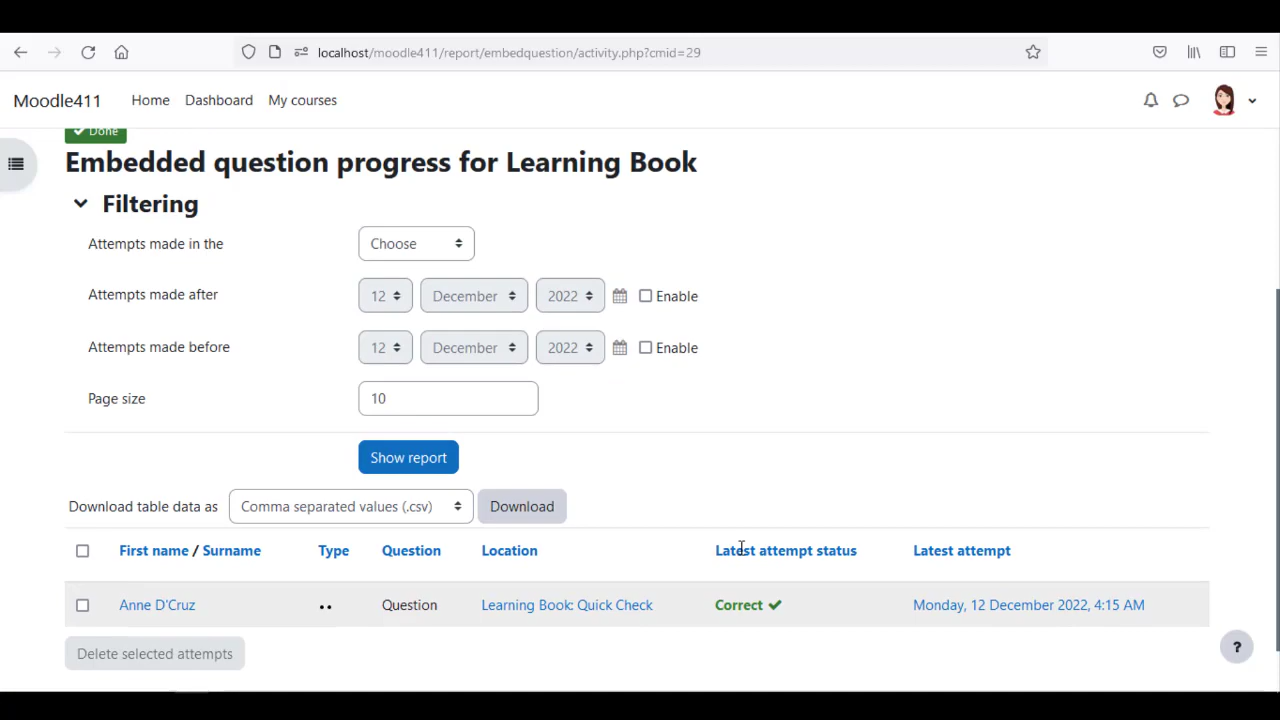 localhost/moodle411/report/embedquestion/activity.php?cmid=29
Moodle411 Home Dashboard My courses
Done
Embedded question progress for Learning Book
Filtering
Attempts made in the Choose
Attempts made after 12 December 2022 Enable
Attempts made before 12 December 2022 Enable
Page size 10
Show report
Download table data as Comma separated values (.csv) Download
First name / Surname Type Question Location Latest attempt status Latest attempt
Anne D'Cruz Question Learning Book: Quick Check Correct Monday, 12 December 2022, 4:15 AM
?
Delete selected attempts